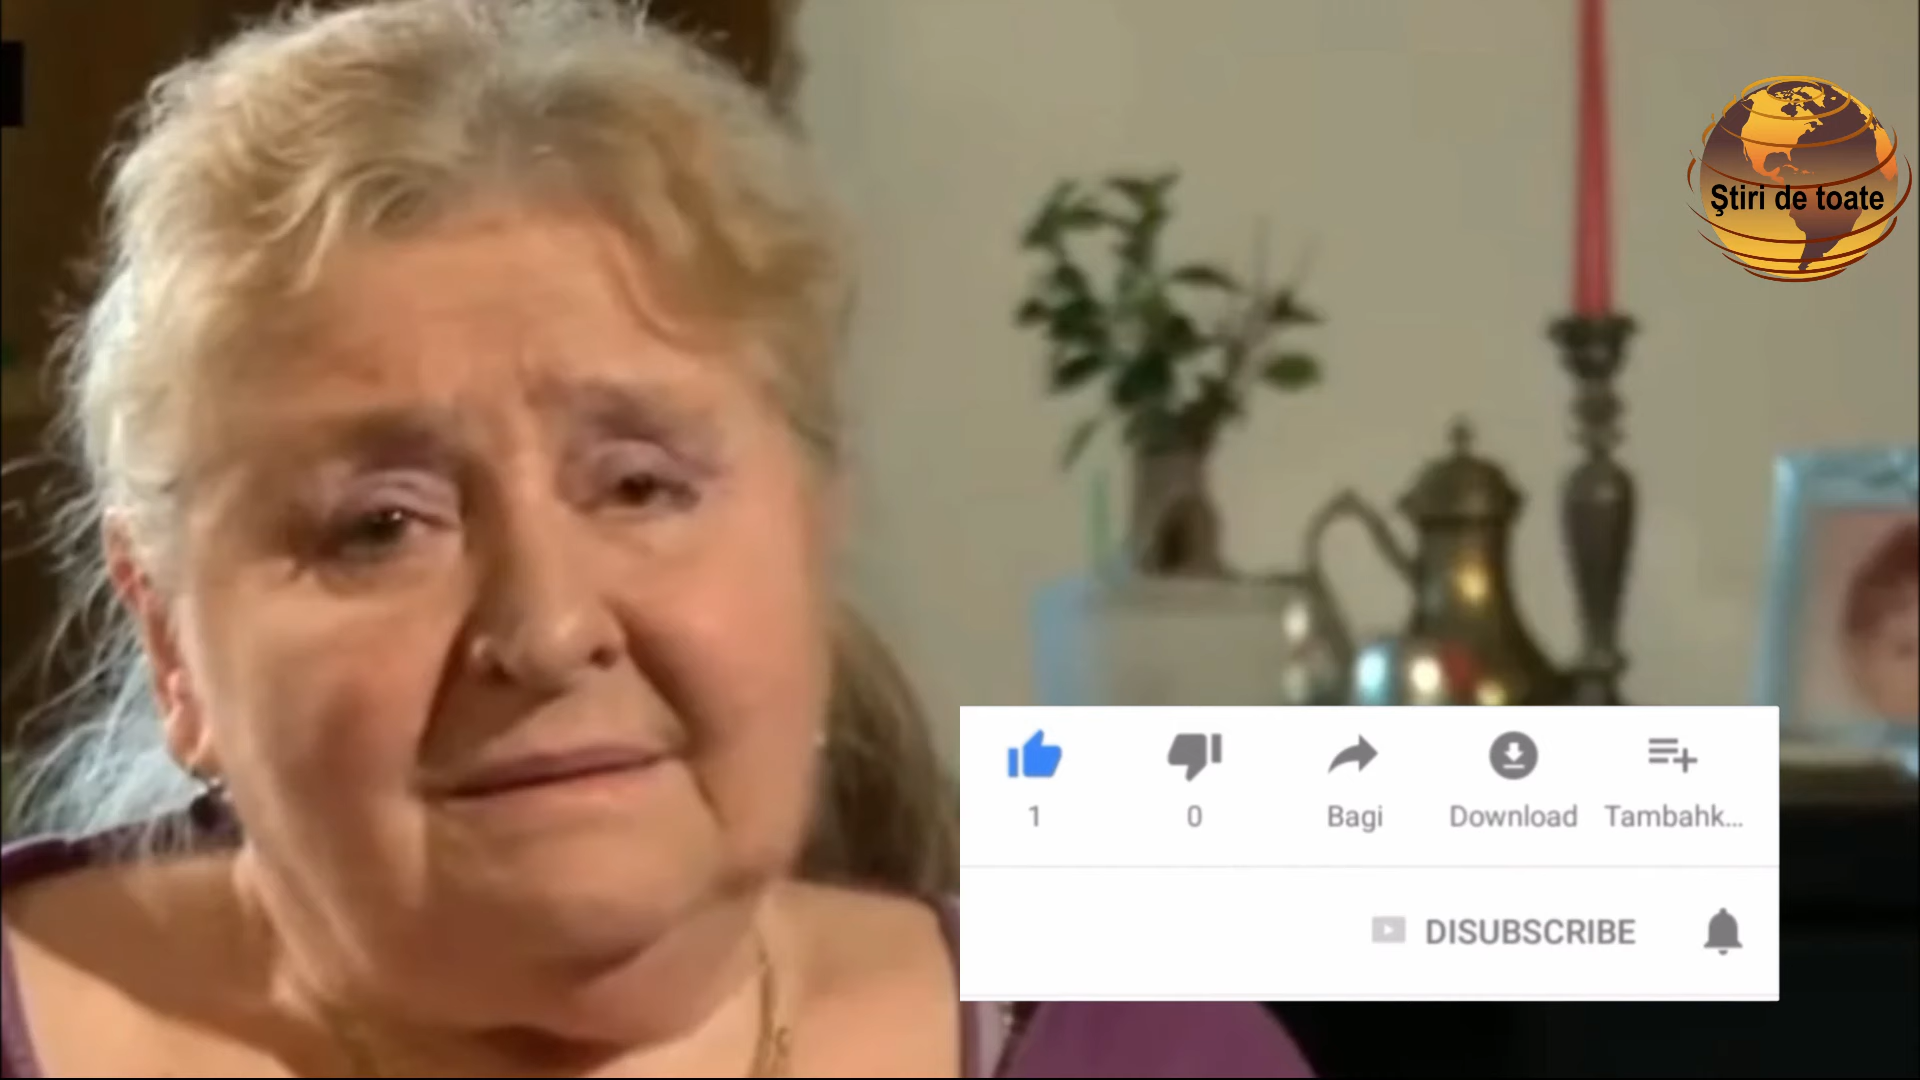 Ştiri de toate
1
0
Bagi
Download
Tambahk...
DISUBSCRIBE